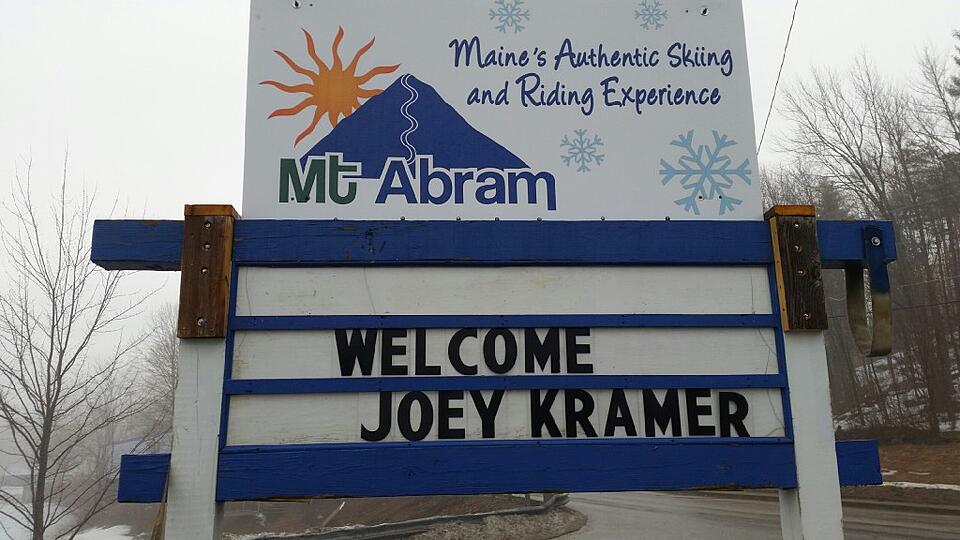 Maine's Authentic Skiing
and Riding Experience
Mt Abram
WELCOME
JOEY KRAMER